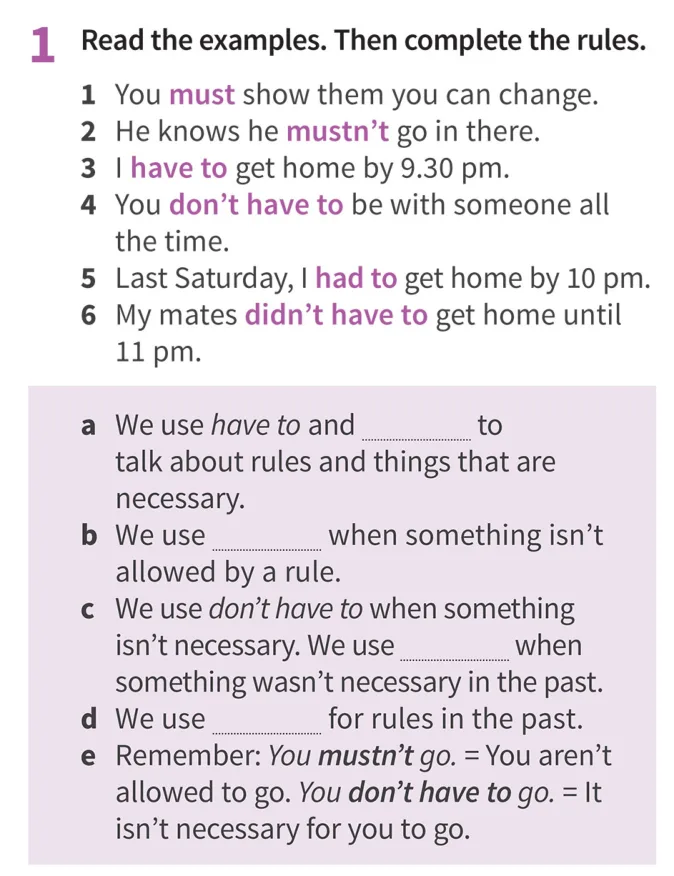 1 Read the examples. Then complete the rules.
1 You must show them you can change.
2 He knows he mustn’t go in there.
3 I have to get home by 9.30 pm.
4 You don’t have to be with someone all
the time.
5 Last Saturday, I had to get home by 10 pm.
6 My mates didn’t have to get home until
11 pm.
a We use have to and ____________ to
talk about rules and things that are
necessary.
b We use ____________ when something isn’t
allowed by a rule.
c We use don’t have to when something
isn’t necessary. We use ____________ when
something wasn’t necessary in the past.
d We use ____________ for rules in the past.
e Remember: You mustn’t go. = You aren’t
allowed to go. You don’t have to go. = It
isn’t necessary for you to go.